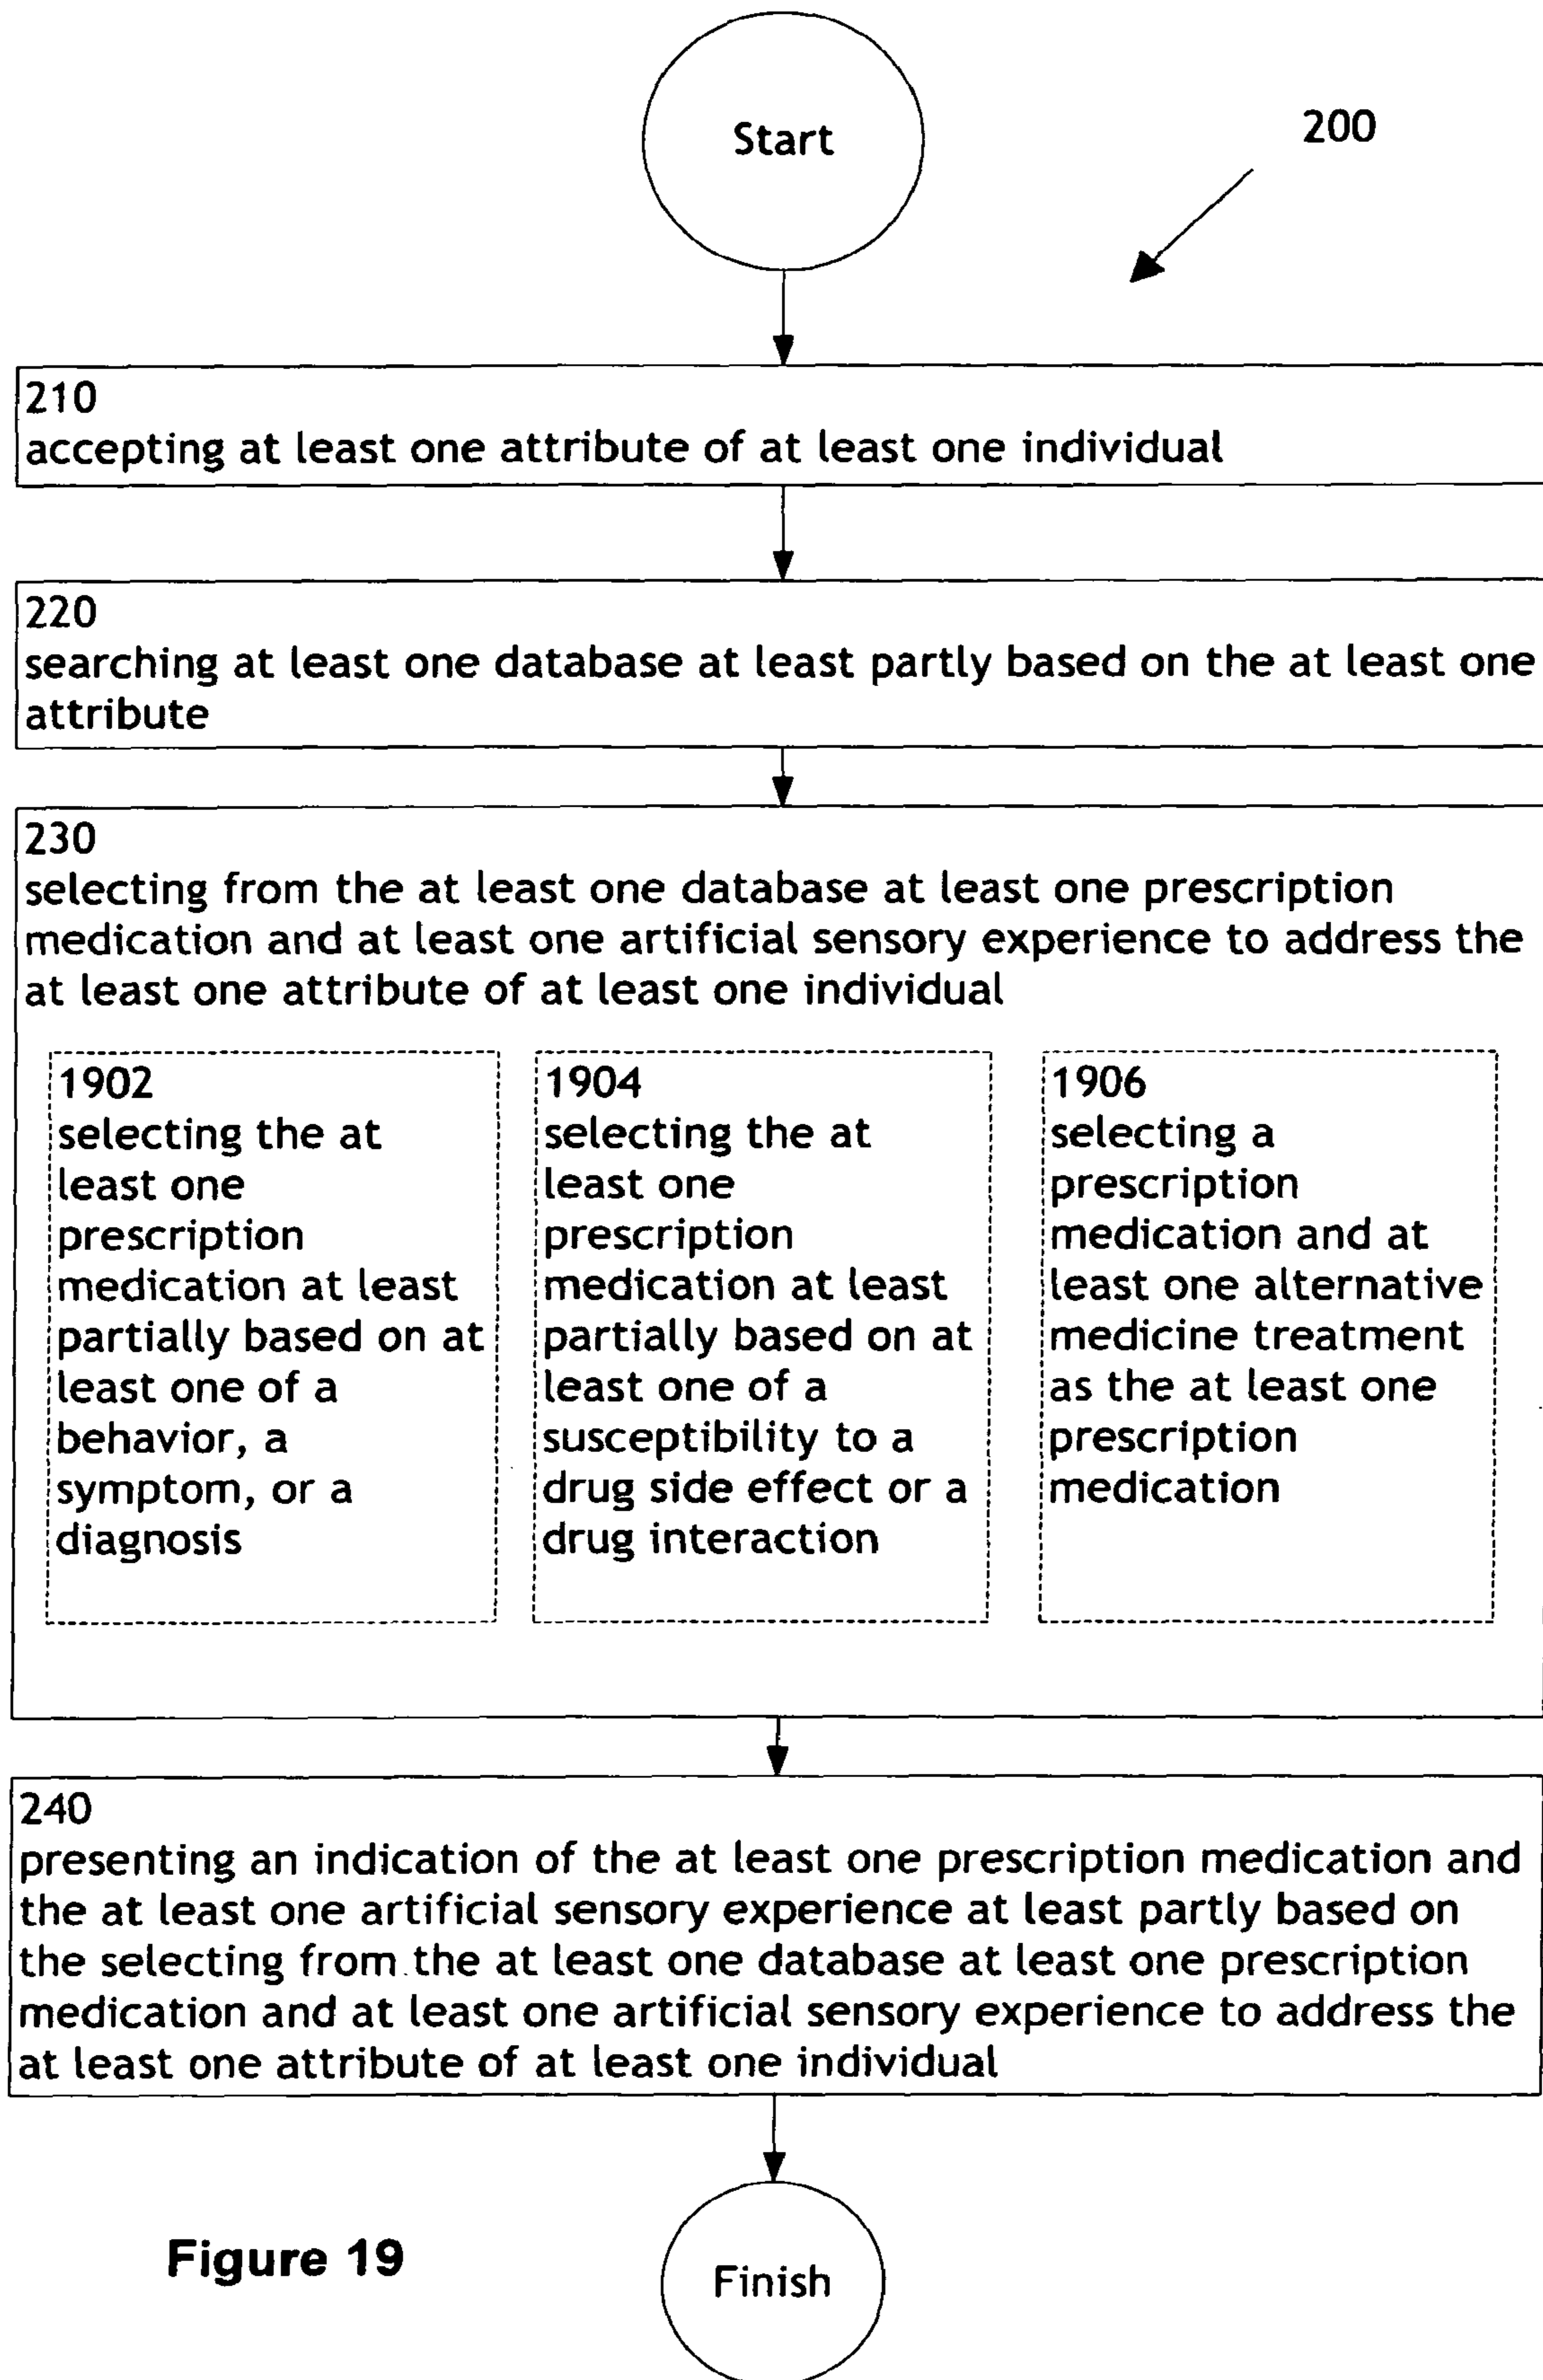 Start
200
210
accepting at least one attribute of at least one individual
220
searching at least one database at least partly based on the at least one
attribute
230
selecting from the at least one database at least one prescription
medication and at least one artificial sensory experience to address the
at least one attribute of at least one individual
1902
selecting the at
least one
prescription
medication at least
partially based on at
least one of a
behavior, a
symptom, or a
diagnosis
1904
selecting the at
least one
prescription
medication at least
partially based on at
least one of a
susceptibility to a
drug side effect or a
drug interaction
1906
selecting a
prescription
medication and at
least one alternative
medicine treatment
as the at least one
prescription
medication
240
presenting an indication of the at least one prescription medication and
the at least one artificial sensory experience at least partly based on
the selecting from the at least one database at least one prescription
medication and at least one artificial sensory experience to address the
at least one attribute of at least one individual
Figure 19
Finish